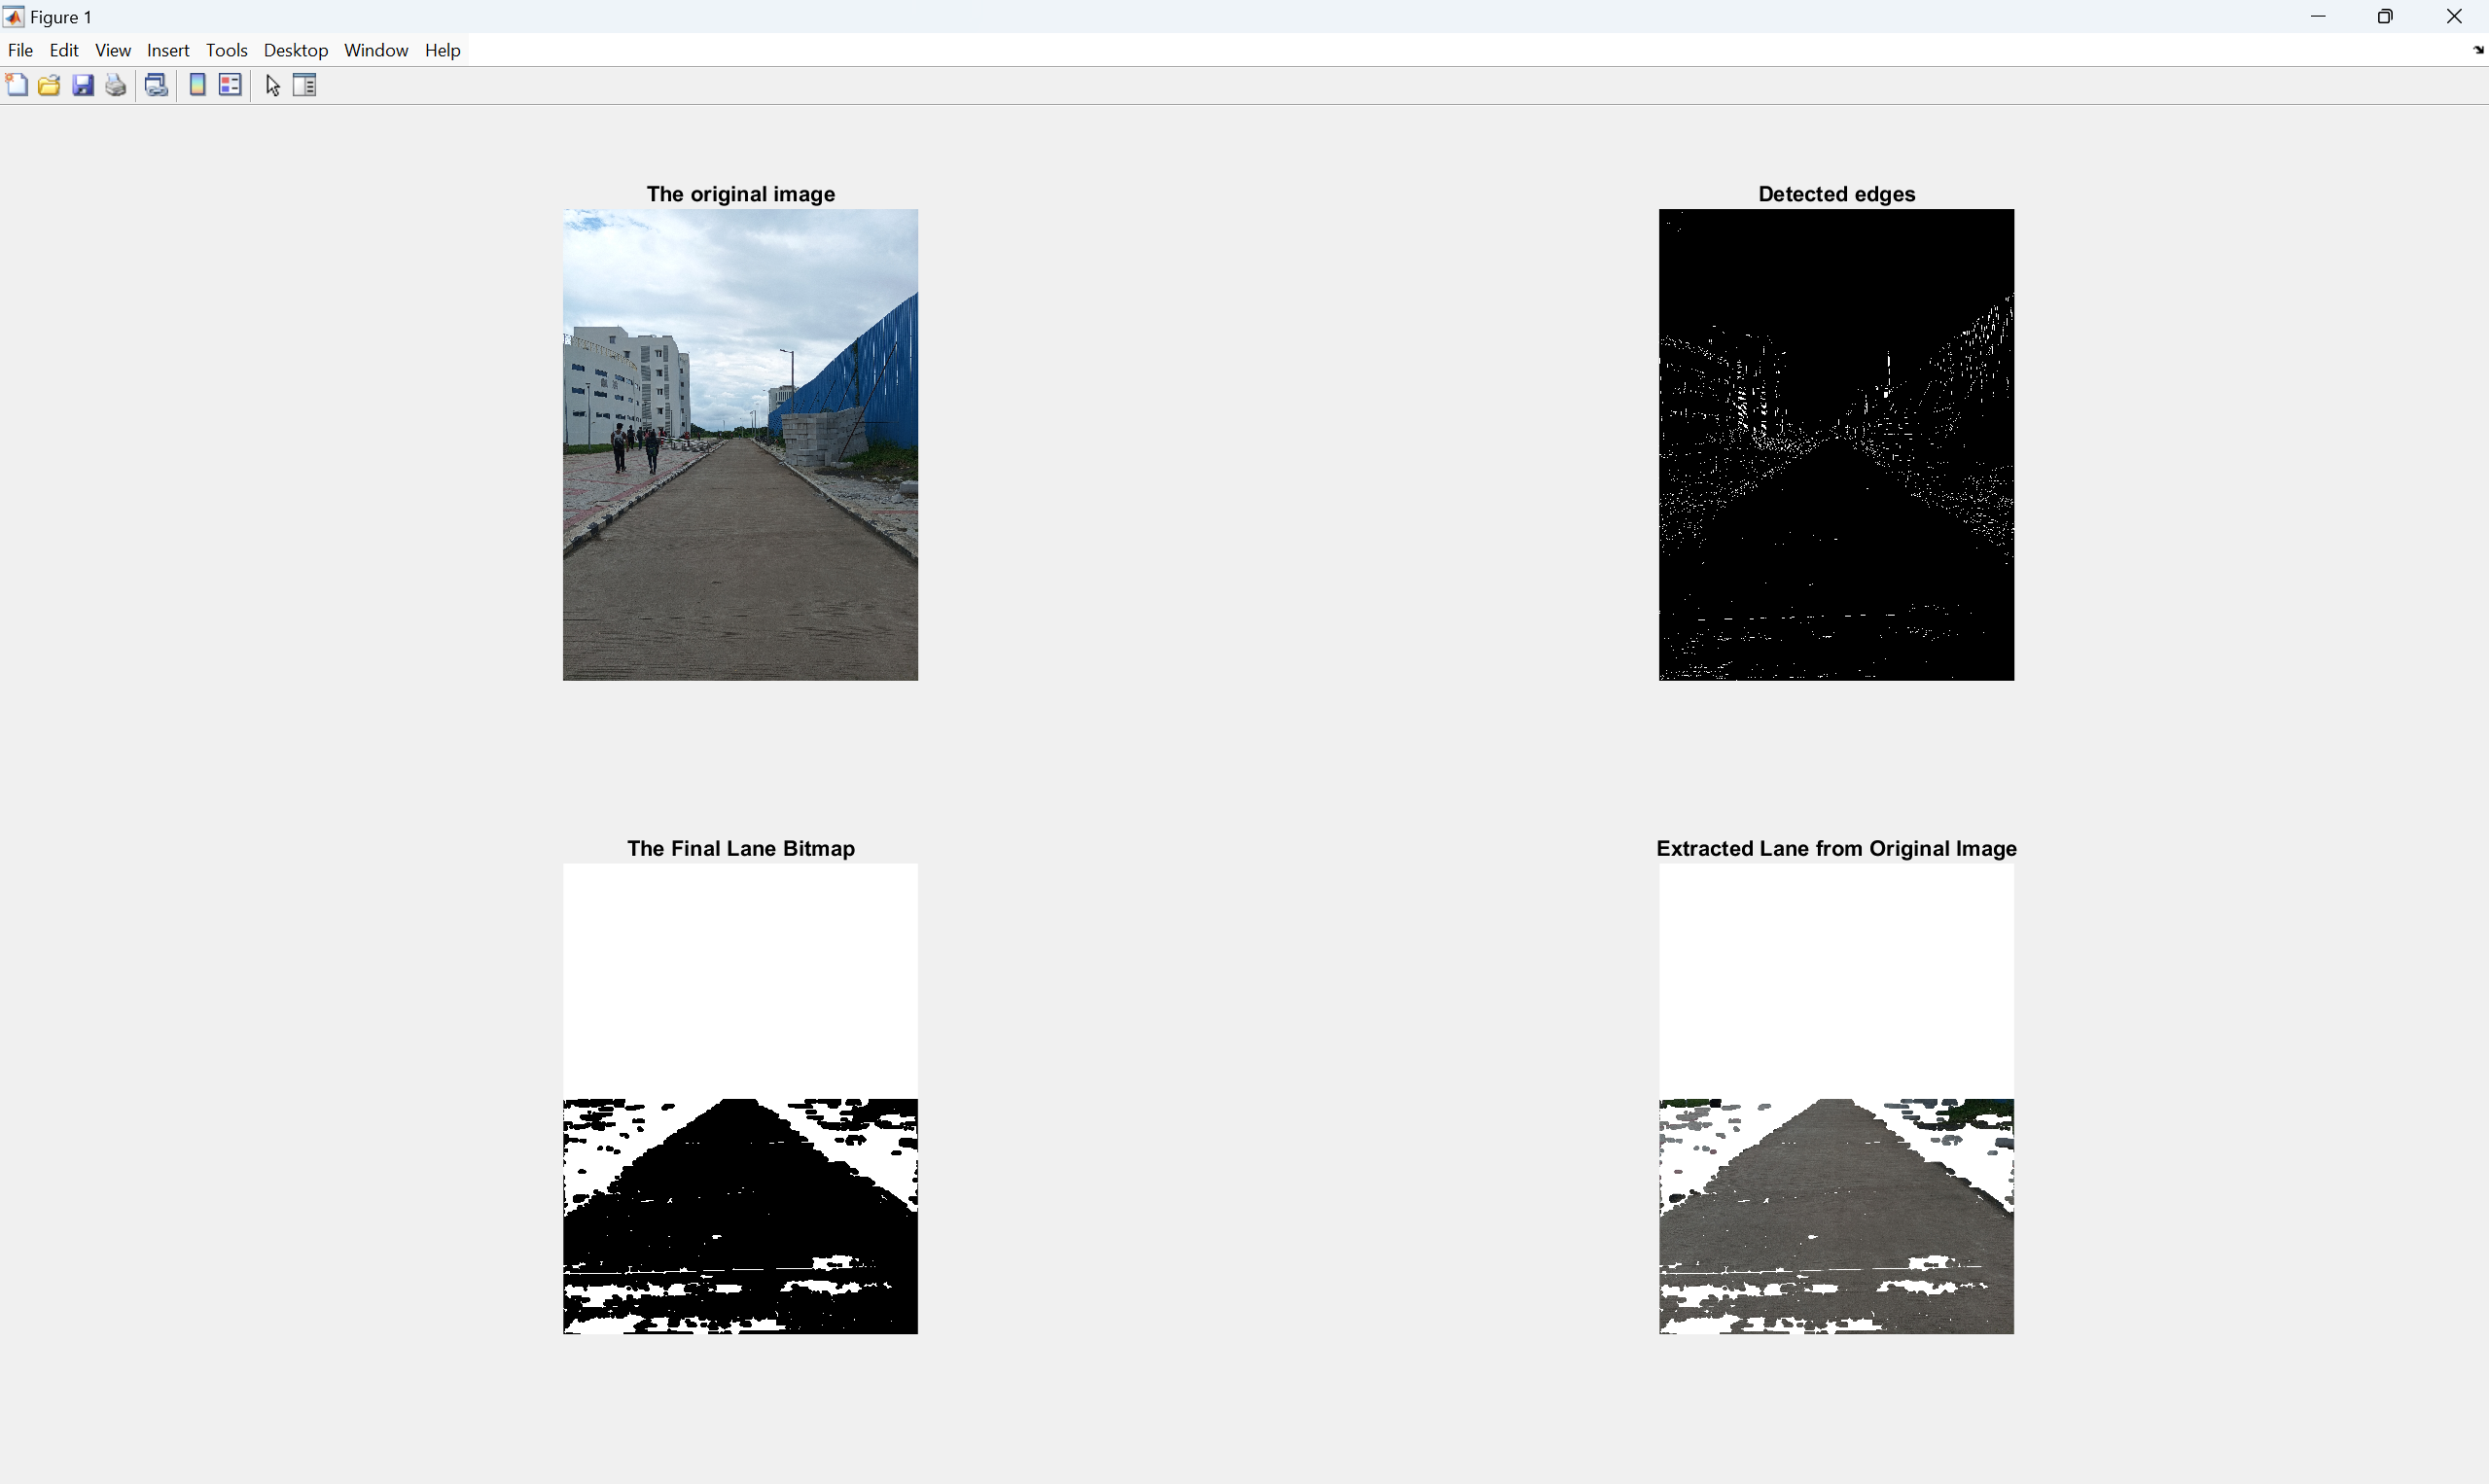 Figure 1
File Edit View Insert Tools Desktop Window Help
The original image
Detected edges
The Final Lane Bitmap
Extracted Lane from Original Image